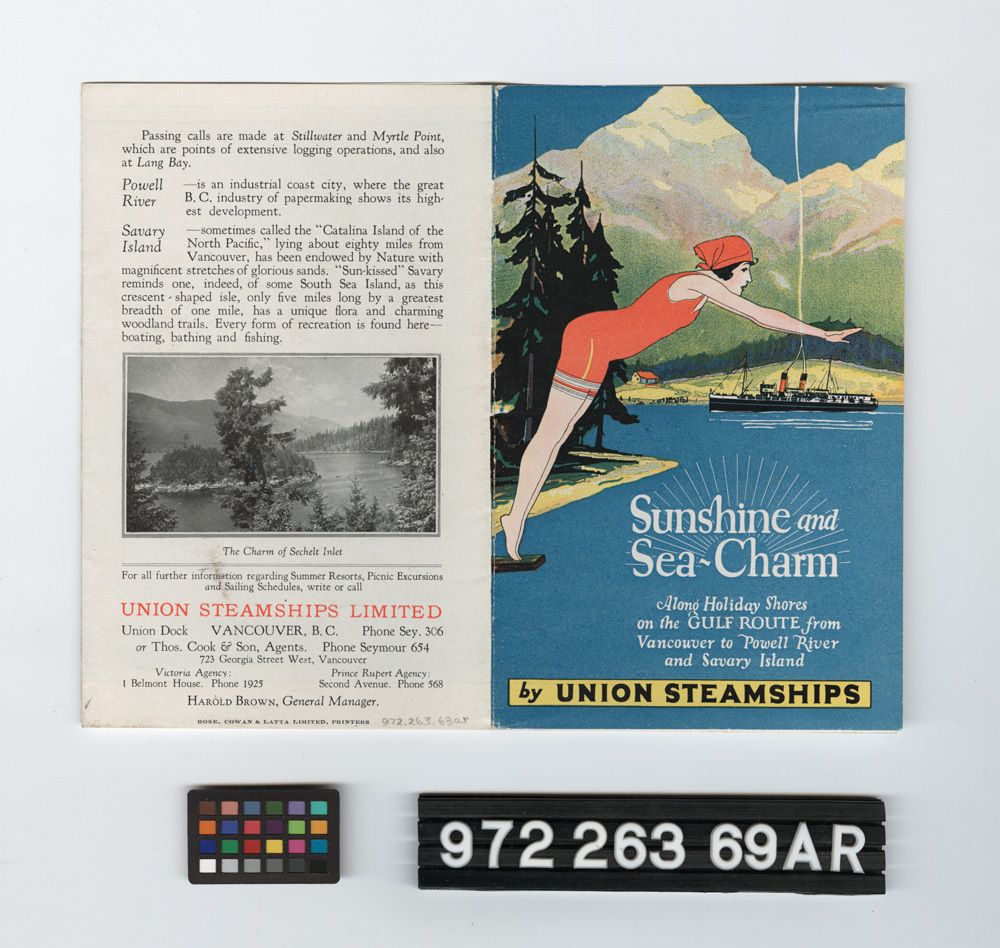 Passing calls are made at Stillwater and Myrtle Point,
which are points of extensive logging operations, and also
at Lang Bay.
Powell River —is an industrial coast city, where the great
B. C. industry of papermaking shows its high-
est development.
Savary Island —sometimes called the "Catalina Island of the
North Pacific," lying about eighty miles from
Vancouver, has been endowed by Nature with
magnificent stretches of glorious sands. "Sun-kissed" Savary
reminds one, indeed, of some South Sea Island, as this
crescent-shaped isle, only five miles long by a greatest
breadth of one mile, has a unique flora and charming
woodland trails. Every form of recreation is found here—
boating, bathing and fishing.
The Charm of Sechelt Inlet
For all further information regarding Summer Resorts, Picnic Excursions
and Sailing Schedules, write or call
UNION STEAMSHIPS LIMITED
Union Dock VANCOUVER, B. C. Phone Sey. 306
or Thos. Cook & Son, Agents. Phone Seymour 654
723 Georgia Street West, Vancouver
Victoria Agency: Prince Rupert Agency:
1 Belmont House. Phone 1925 Second Avenue. Phone 568
HAROLD BROWN, General Manager.
ROSE, COWAN & LATTA LIMITED, PRINTERS 972.263.69ar
Sunshine and
Sea-Charm
Along Holiday Shores
on the GULF ROUTE from
Vancouver to Powell River
and Savary Island
by UNION STEAMSHIPS
972 263 69AR